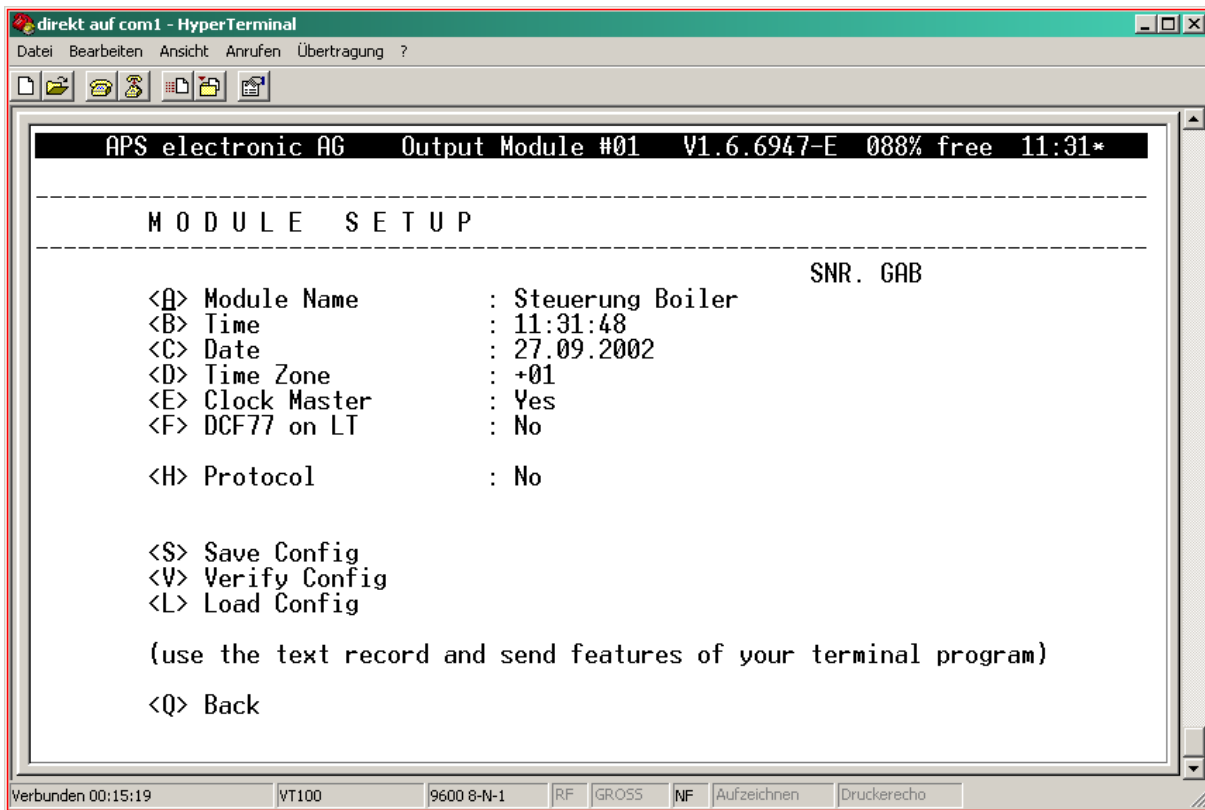 direkt auf com1 - HyperTerminal
Datei Bearbeiten Ansicht Anrufen Übertragung ?
APS electronic AG Output Module #01 V1.6.6947-E 088% free 11:31*
M O D U L E S E T U P
SNR. GAB
<A> Module Name : Steuerung Boiler
<B> Time : 11:31:48
<C> Date : 27.09.2002
<D> Time Zone : +01
<E> Clock Master : Yes
<F> DCF77 on LT : No
<H> Protocol : No
<S> Save Config
<V> Verify Config
<L> Load Config
(use the text record and send features of your terminal program)
<Q> Back
Verbunden 00:15:19 VT100 9600 8-N-1 RF GROSS NF Aufzeichnen Druckerecho